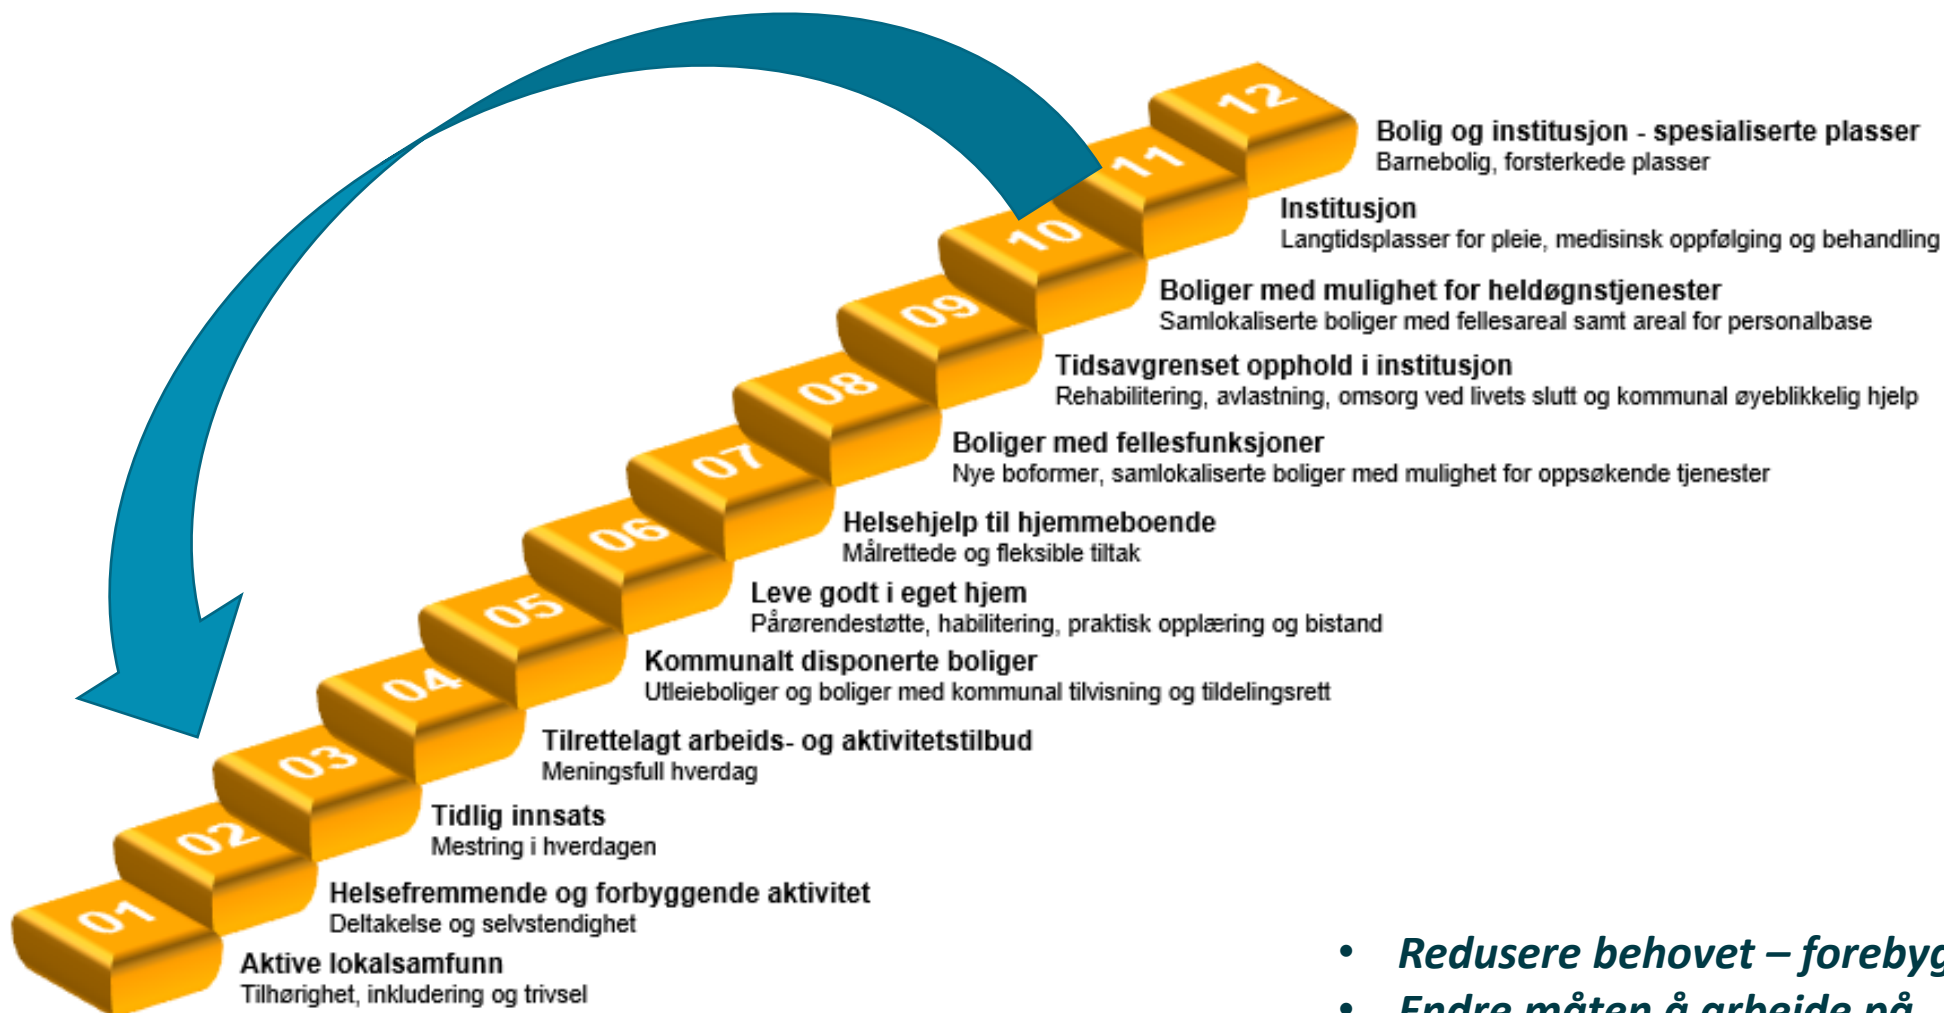 12
Bolig og institusjon - spesialiserte plasser
Barnebolig, forsterkede plasser
11
Institusjon
Langtidsplasser for pleie, medisinsk oppfølging og behandling
10
Boliger med mulighet for heldøgnstjenester
Samlokaliserte boliger med fellesareal samt areal for personalbase
09
Tidsavgrenset opphold i institusjon
Rehabilitering, avlastning, omsorg ved livets slutt og kommunal øyeblikkelig hjelp
08
Boliger med fellesfunksjoner
Nye boformer, samlokaliserte boliger med mulighet for oppsøkende tjenester
07
Helsehjelp til hjemmeboende
Målrettede og fleksible tiltak
06
Leve godt i eget hjem
Pårørendestøtte, habilitering, praktisk opplæring og bistand
05
Kommunalt disponerte boliger
Utleieboliger og boliger med kommunal tilvisning og tildelingsrett
04
Tilrettelagt arbeids- og aktivitetstilbud
Meningsfull hverdag
03
Tidlig innsats
Mestring i hverdagen
02
Helsefremmende og forbyggende aktivitet
Deltakelse og selvstendighet
01
Aktive lokalsamfunn
Tilhørighet, inkludering og trivsel
• Redusere behovet – forebyg
• Endre måten å arbeide på